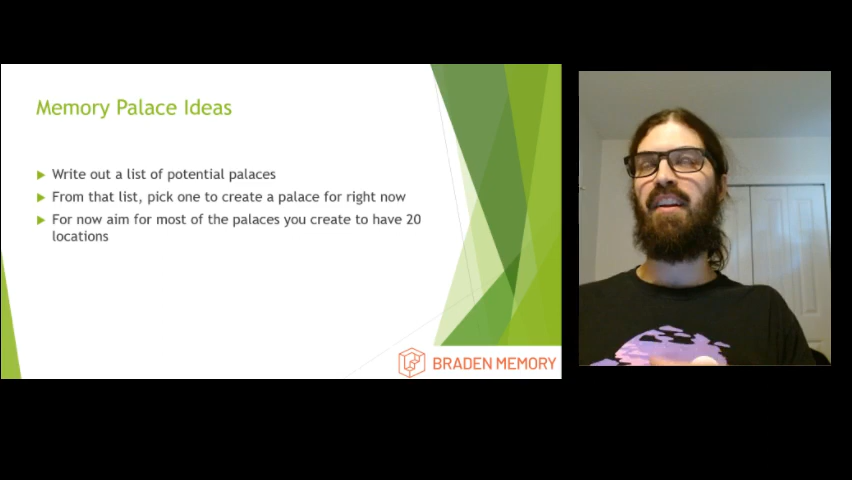 Memory Palace Ideas
Write out a list of potential palaces
From that list, pick one to create a palace for right now
For now aim for most of the palaces you create to have 20
locations
BRADEN MEMORY